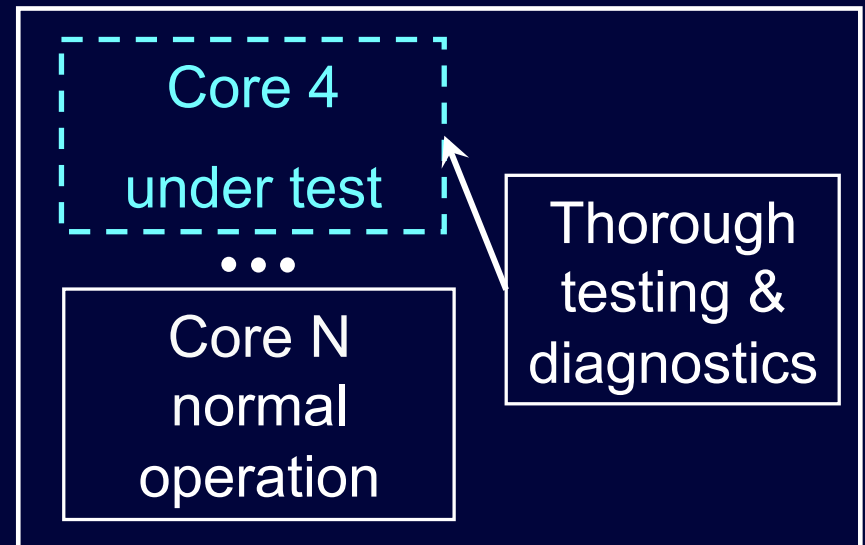 Core 4
under test
•••
Core N
normal
operation
Thorough
testing &
diagnostics